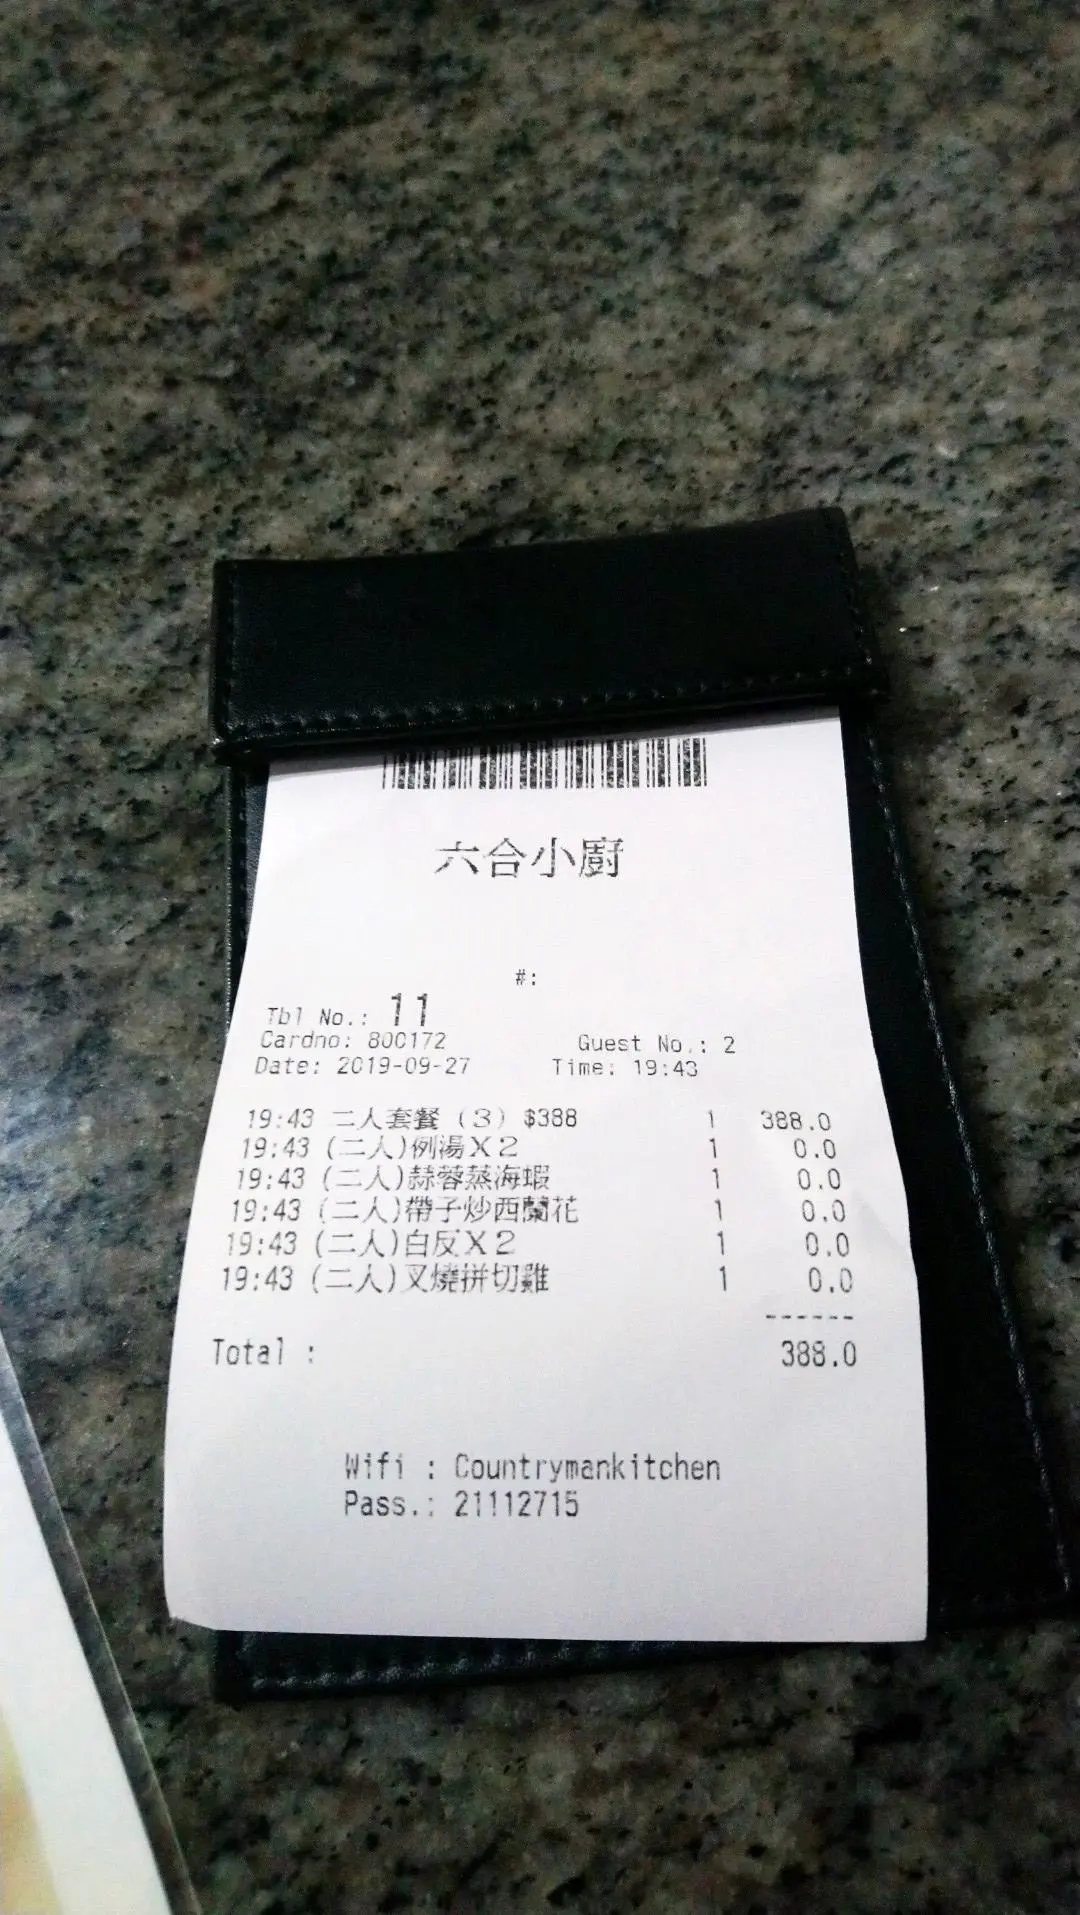 六合小廚
#:
Tbl No.: 11
Cardno: 800172 Guest No.: 2
Date: 2019-09-27 Time: 19:43
19:43 二人套餐 (3) $388 1 388.0
19:43 (二人)例湯X2 1 0.0
19:43 (二人)蒜蓉蒸海蝦 1 0.0
19:43 (二人)帶子炒西蘭花 1 0.0
19:43 (二人)白反X2 1 0.0
19:43 (二人)叉燒拼切雞 1 0.0
------
Total : 388.0
Wifi : Countrymankitchen
Pass.: 21112715